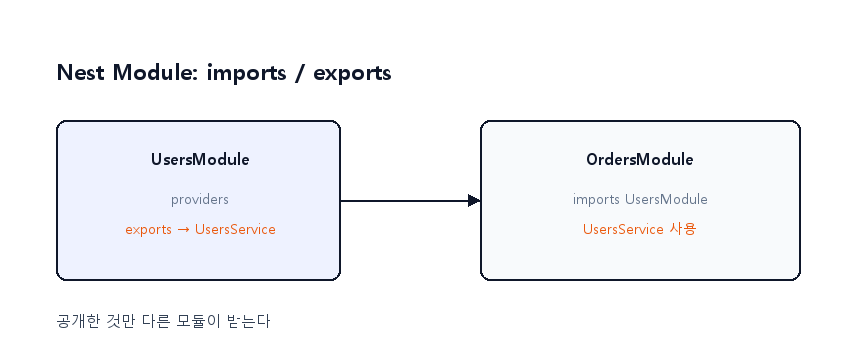 Nest Module: imports / exports
UsersModule
providers
exports → UsersService
OrdersModule
imports UsersModule
UsersService 사용
공개한 것만 다른 모듈이 받는다